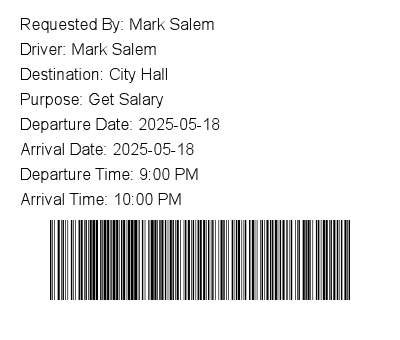 Requested By: Mark Salem
Driver: Mark Salem
Destination: City Hall
Purpose: Get Salary
Departure Date: 2025-05-18
Arrival Date: 2025-05-18
Departure Time: 9:00 PM
Arrival Time: 10:00 PM